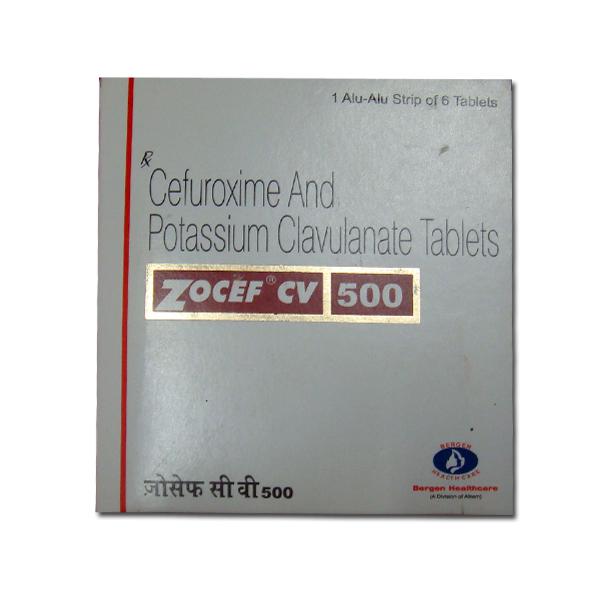 1 Alu-Alu Strip of 6 Tablets
Rx
Cefuroxime And
Potassium Clavulanate Tablets
ZOCEF® CV 500
ज़ोसेफ सी वी 500
BERGEN
HEALTHCARE
Bergen Healthcare
(A Division of Alkem)